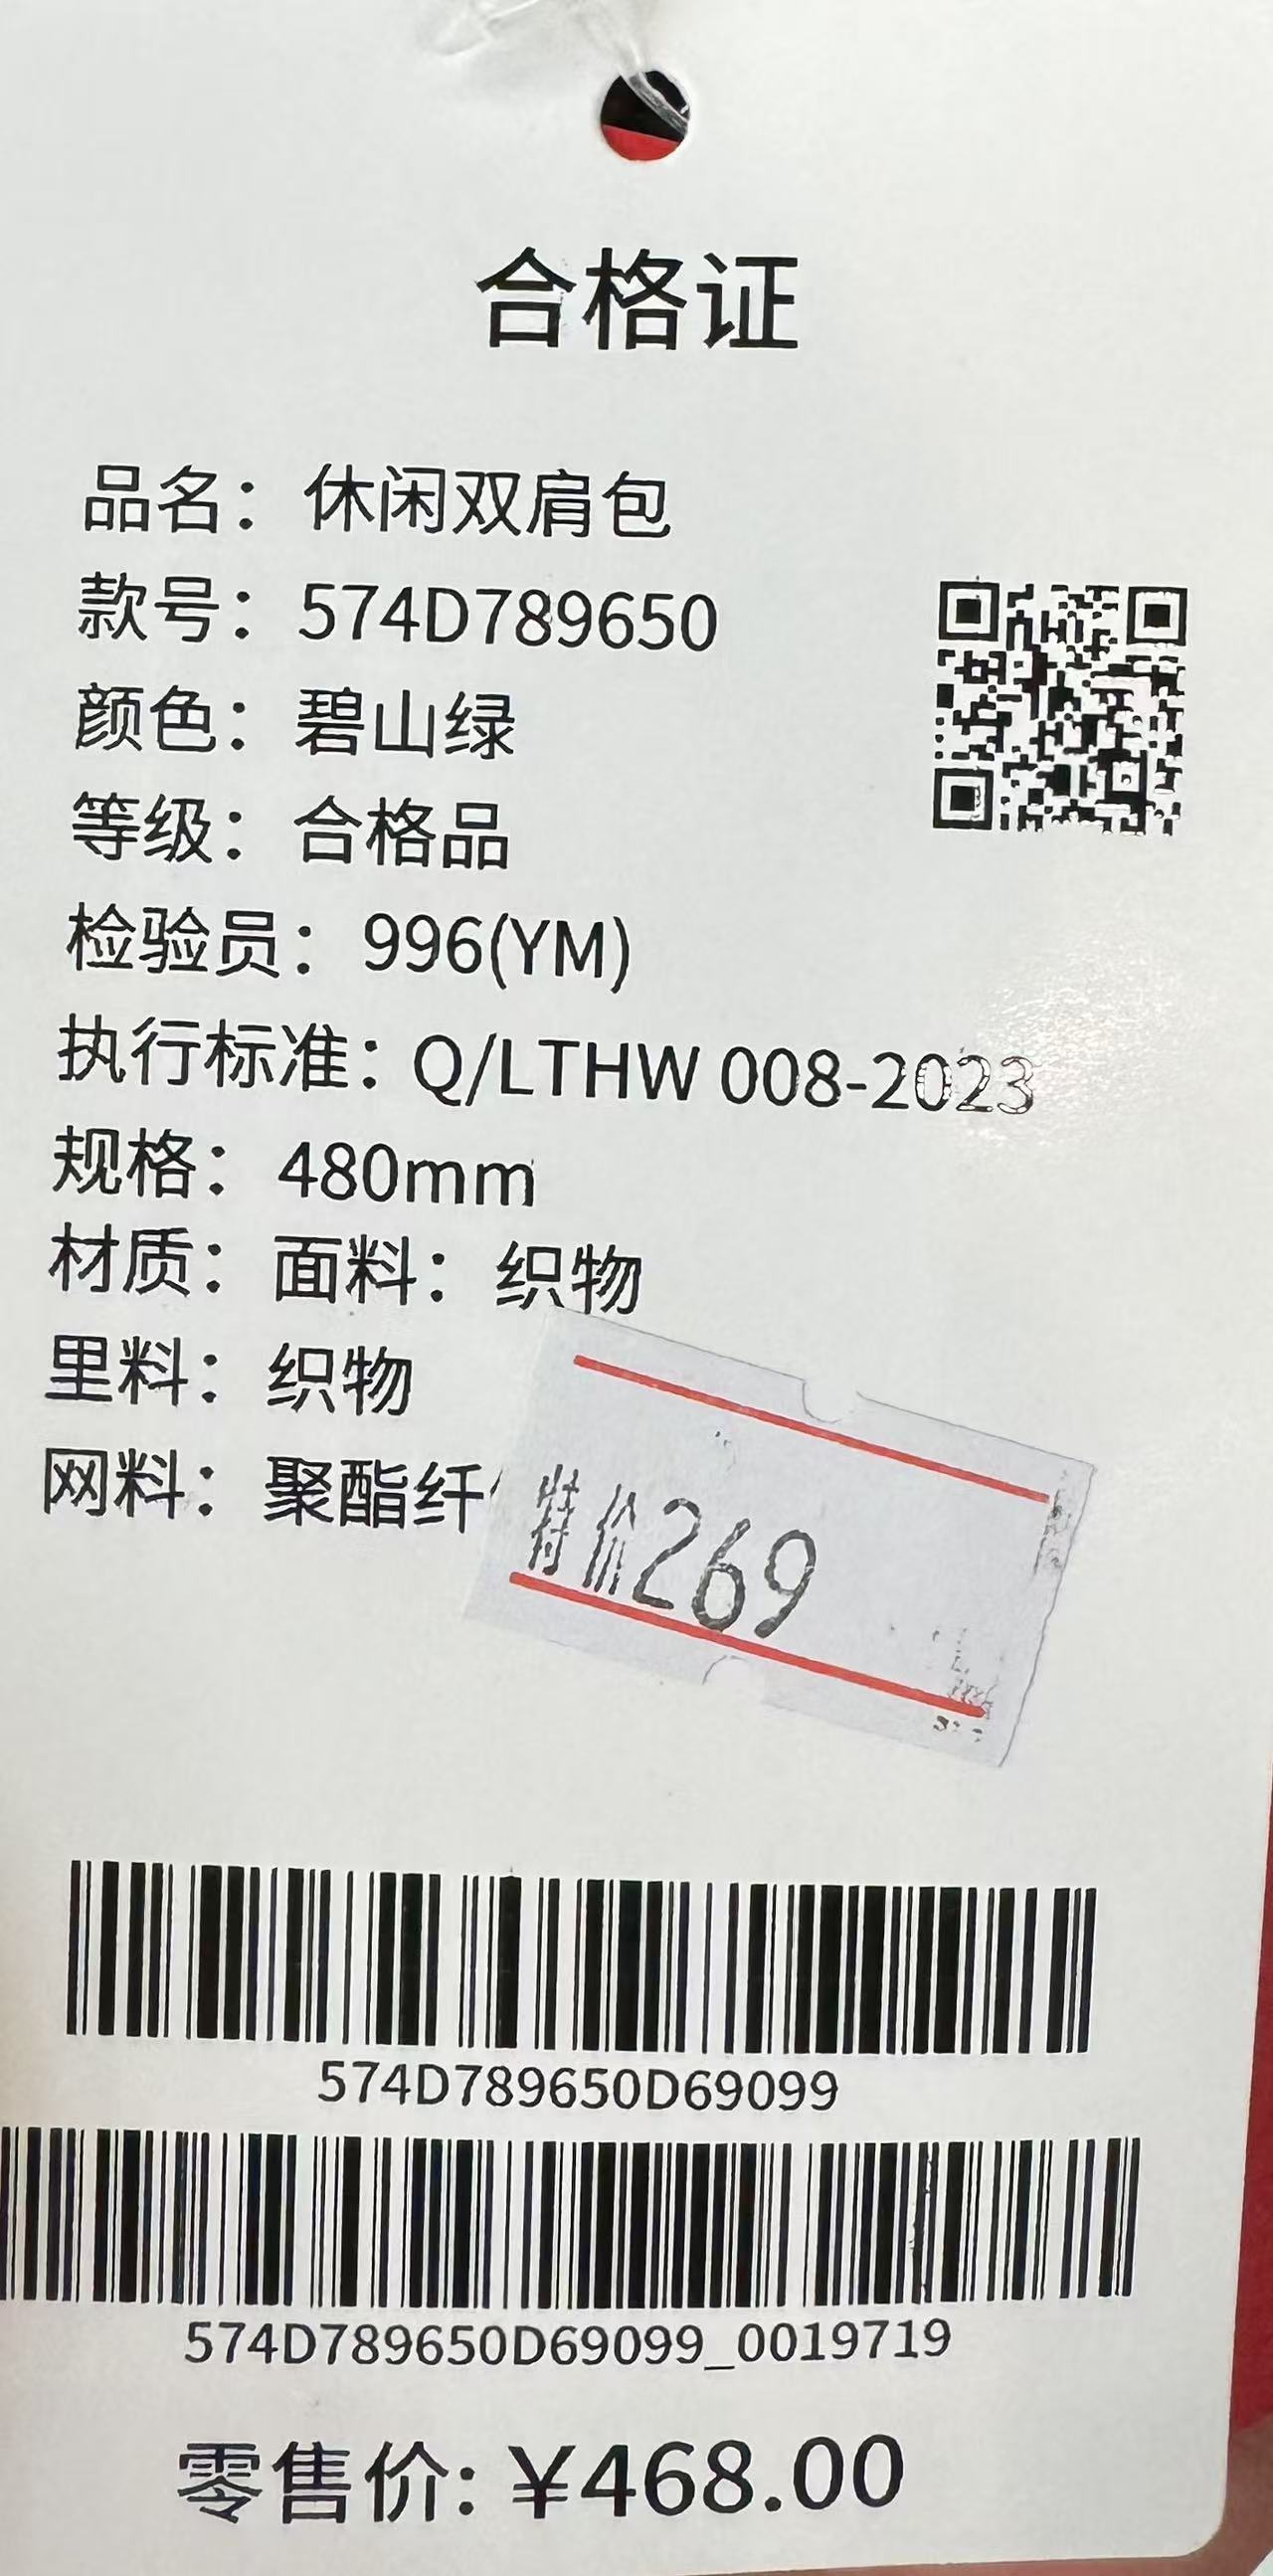 合格证
品名：休闲双肩包
款号：574D789650
颜色：碧山绿
等级：合格品
检验员：996(YM)
执行标准：Q/LTHW 008-2023
规格：480mm
材质：面料：织物
里料：织物
网料：聚酯纤
特价269
574D789650D69099
574D789650D69099_0019719
零售价：¥468.00